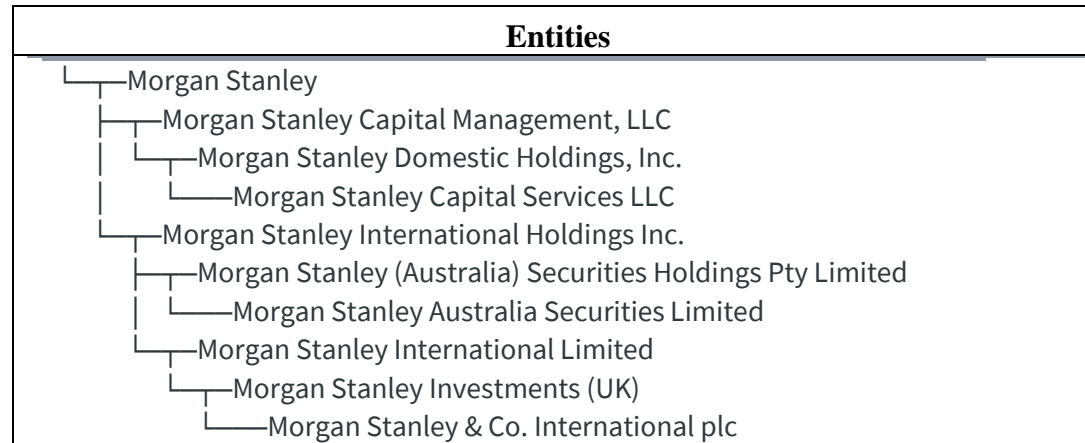 Entities
Morgan Stanley
Morgan Stanley Capital Management, LLC
Morgan Stanley Domestic Holdings, Inc.
Morgan Stanley Capital Services LLC
Morgan Stanley International Holdings Inc.
Morgan Stanley (Australia) Securities Holdings Pty Limited
Morgan Stanley Australia Securities Limited
Morgan Stanley International Limited
Morgan Stanley Investments (UK)
Morgan Stanley & Co. International plc